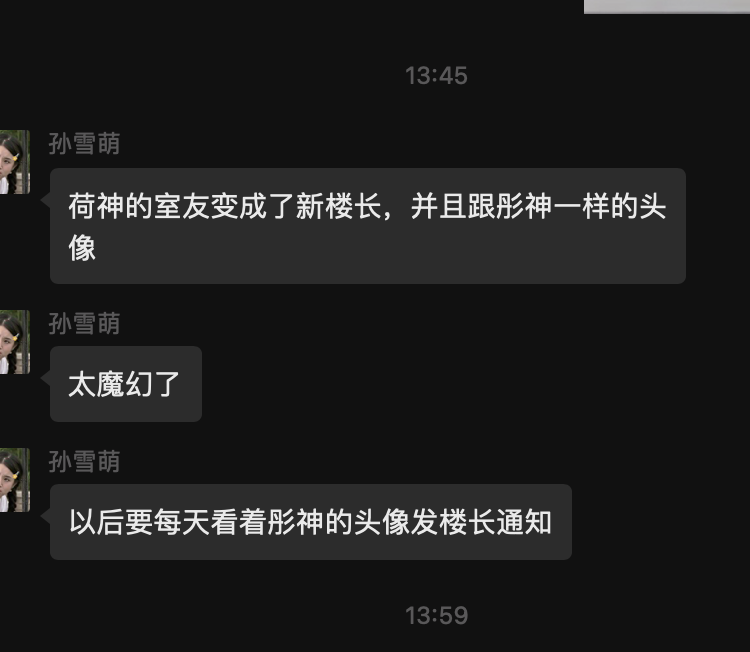 13:45
孙雪萌
荷神的室友变成了新楼长，并且跟彤神一样的头
像
孙雪萌
太魔幻了
孙雪萌
以后要每天看着彤神的头像发楼长通知
13:59